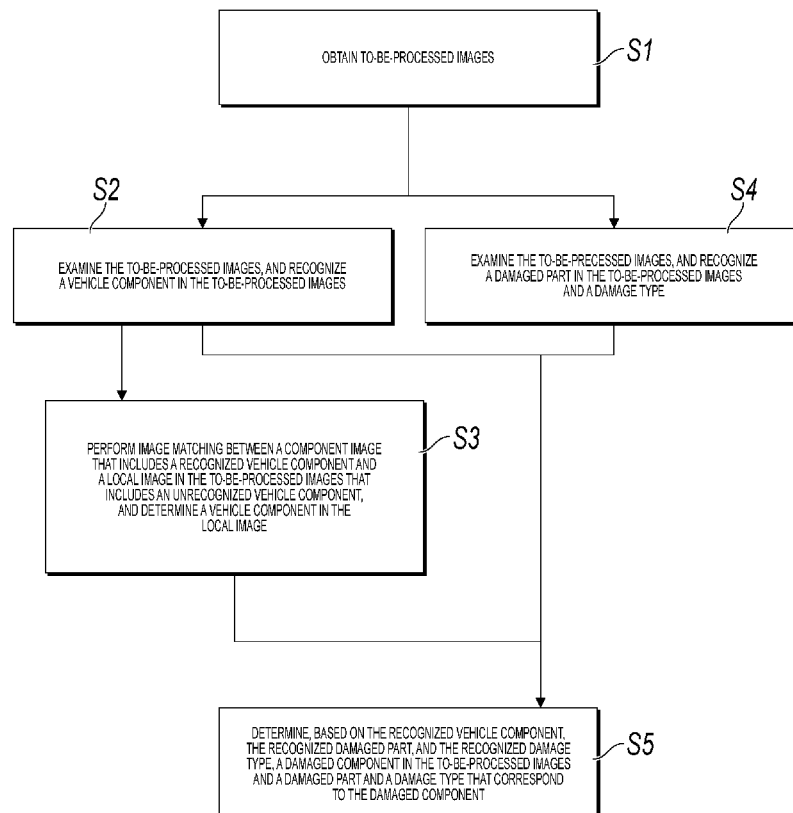 OBTAIN TO-BE-PROCESSED IMAGES
S1
S2
EXAMINE THE TO-BE-PROCESSED IMAGES, AND RECOGNIZE
A VEHICLE COMPONENT IN THE TO-BE-PROCESSED IMAGES
S4
EXAMINE THE TO-BE-PRECESSED IMAGES, AND RECOGNIZE
A DAMAGED PART IN THE TO-BE-PROCESSED IMAGES
AND A DAMAGE TYPE
S3
PERFORM IMAGE MATCHING BETWEEN A COMPONENT IMAGE
THAT INCLUDES A RECOGNIZED VEHICLE COMPONENT AND
A LOCAL IMAGE IN THE TO-BE-PROCESSED IMAGES THAT
INCLUDES AN UNRECOGNIZED VEHICLE COMPONENT,
AND DETERMINE A VEHICLE COMPONENT IN THE
LOCAL IMAGE
DETERMINE, BASED ON THE RECOGNIZED VEHICLE COMPONENT,
THE RECOGNIZED DAMAGED PART, AND THE RECOGNIZED DAMAGE
TYPE, A DAMAGED COMPONENT IN THE TO-BE-PROCESSED IMAGES
AND A DAMAGED PART AND A DAMAGE TYPE THAT CORRESPOND
TO THE DAMAGED COMPONENT
S5